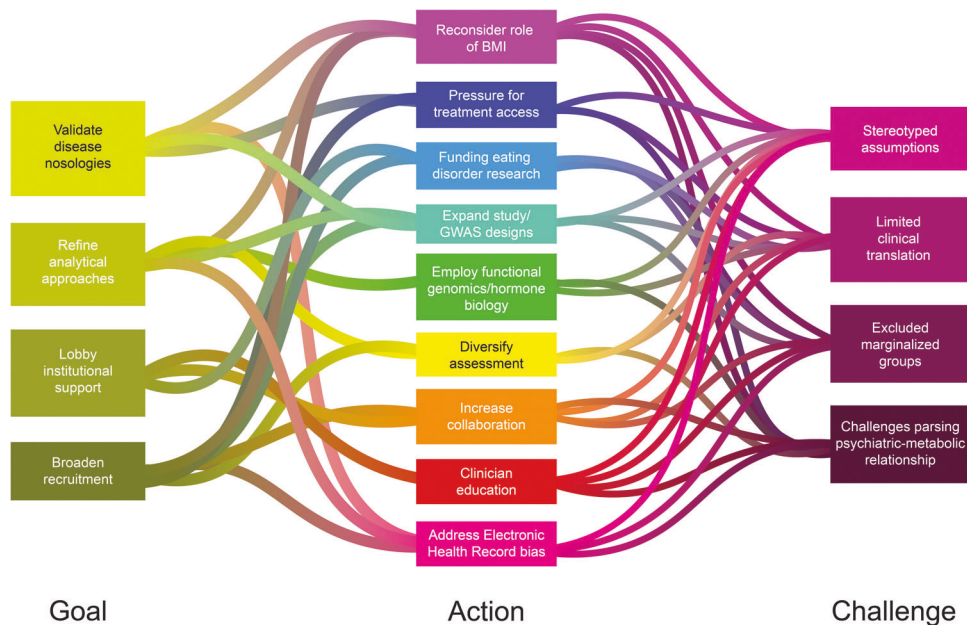 Validate
disease
nosologies
Refine
analytical
approaches
Lobby
institutional
support
Broaden
recruitment
Goal
Reconsider role
of BMI
Pressure for
treatment access
Funding eating
disorder research
Expand study/
GWAS designs
Employ functional
genomics/hormone
biology
Diversify
assessment
Increase
collaboration
Clinician
education
Address Electronic
Health Record bias
Action
Stereotyped
assumptions
Limited
clinical
translation
Excluded
marginalized
groups
Challenges parsing
psychiatric-metabolic
relationship
Challenge